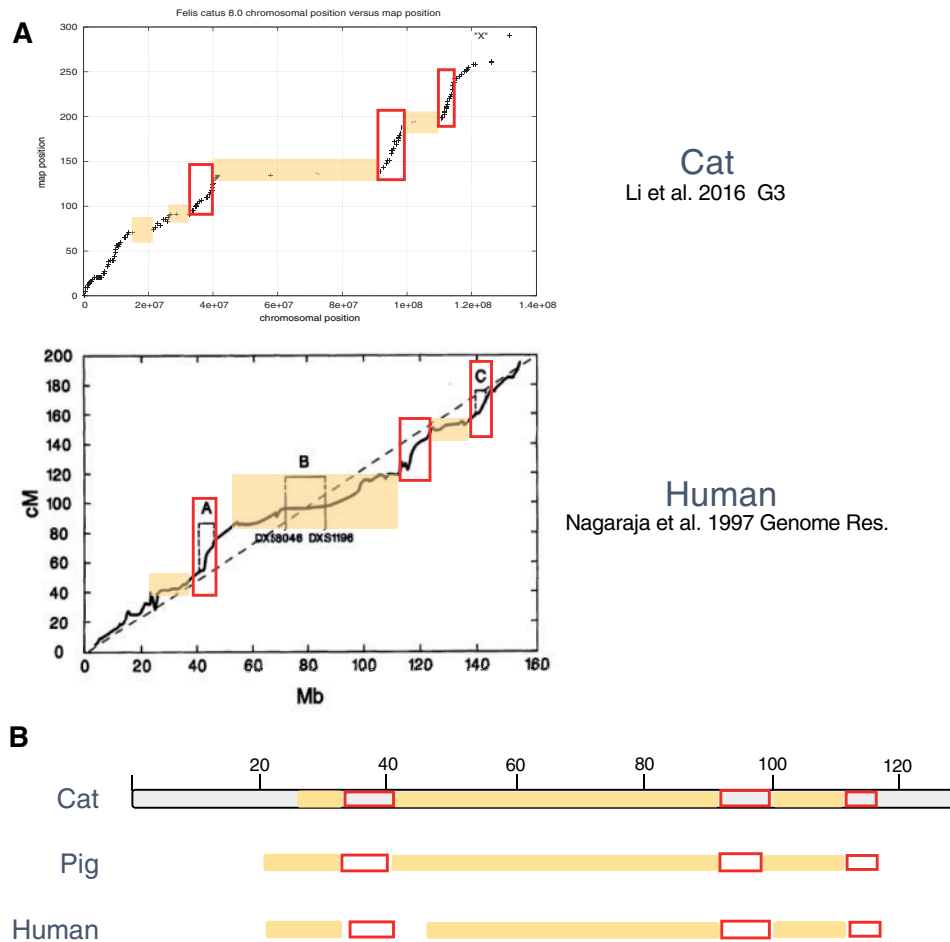 A
Felis catus 8.0 chromosomal position versus map position
300
250
200
150
100
50
0
map position
"X"
0 2e+07 4e+07 6e+07 8e+07 1e+08 1.2e+08 1.4e+08
chromosomal position
Cat
Li et al. 2016 G3
200
180
160
140
120
100
80
60
40
20
0
cM
A
B
C
DXS8046 DXS1196
0 20 40 60 80 100 120 140 160
Mb
Human
Nagaraja et al. 1997 Genome Res.
B
20 40 60 80 100 120
Cat
Pig
Human